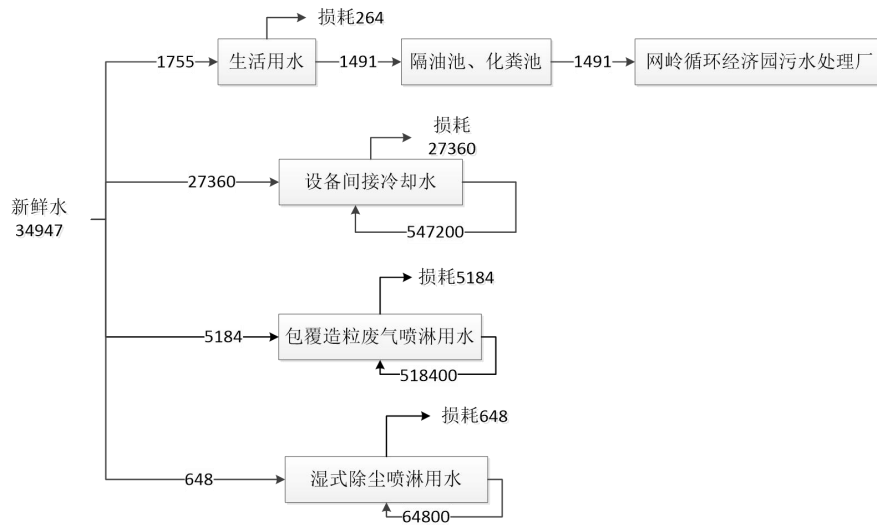 损耗264
1755
生活用水
1491
隔油池、化粪池
1491
网岭循环经济园污水处理厂
损耗
27360
27360
设备间接冷却水
547200
新鲜水
34947
损耗5184
5184
包覆造粒废气喷淋用水
518400
损耗648
648
湿式除尘喷淋用水
64800